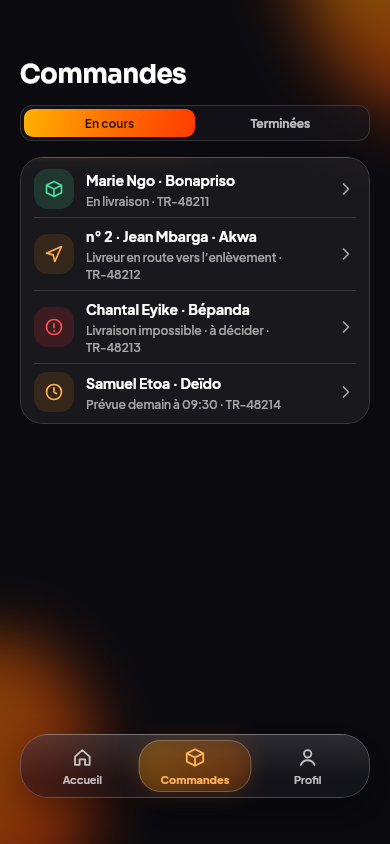 Commandes
En cours
Terminées
Marie Ngo · Bonapriso
En livraison · TR-48211
n° 2 · Jean Mbarga · Akwa
Livreur en route vers l'enlèvement ·
TR-48212
Chantal Eyike · Bépanda
Livraison impossible · à décider ·
TR-48213
Samuel Etoa · Deïdo
Prévue demain à 09:30 · TR-48214
Accueil
Commandes
Profil